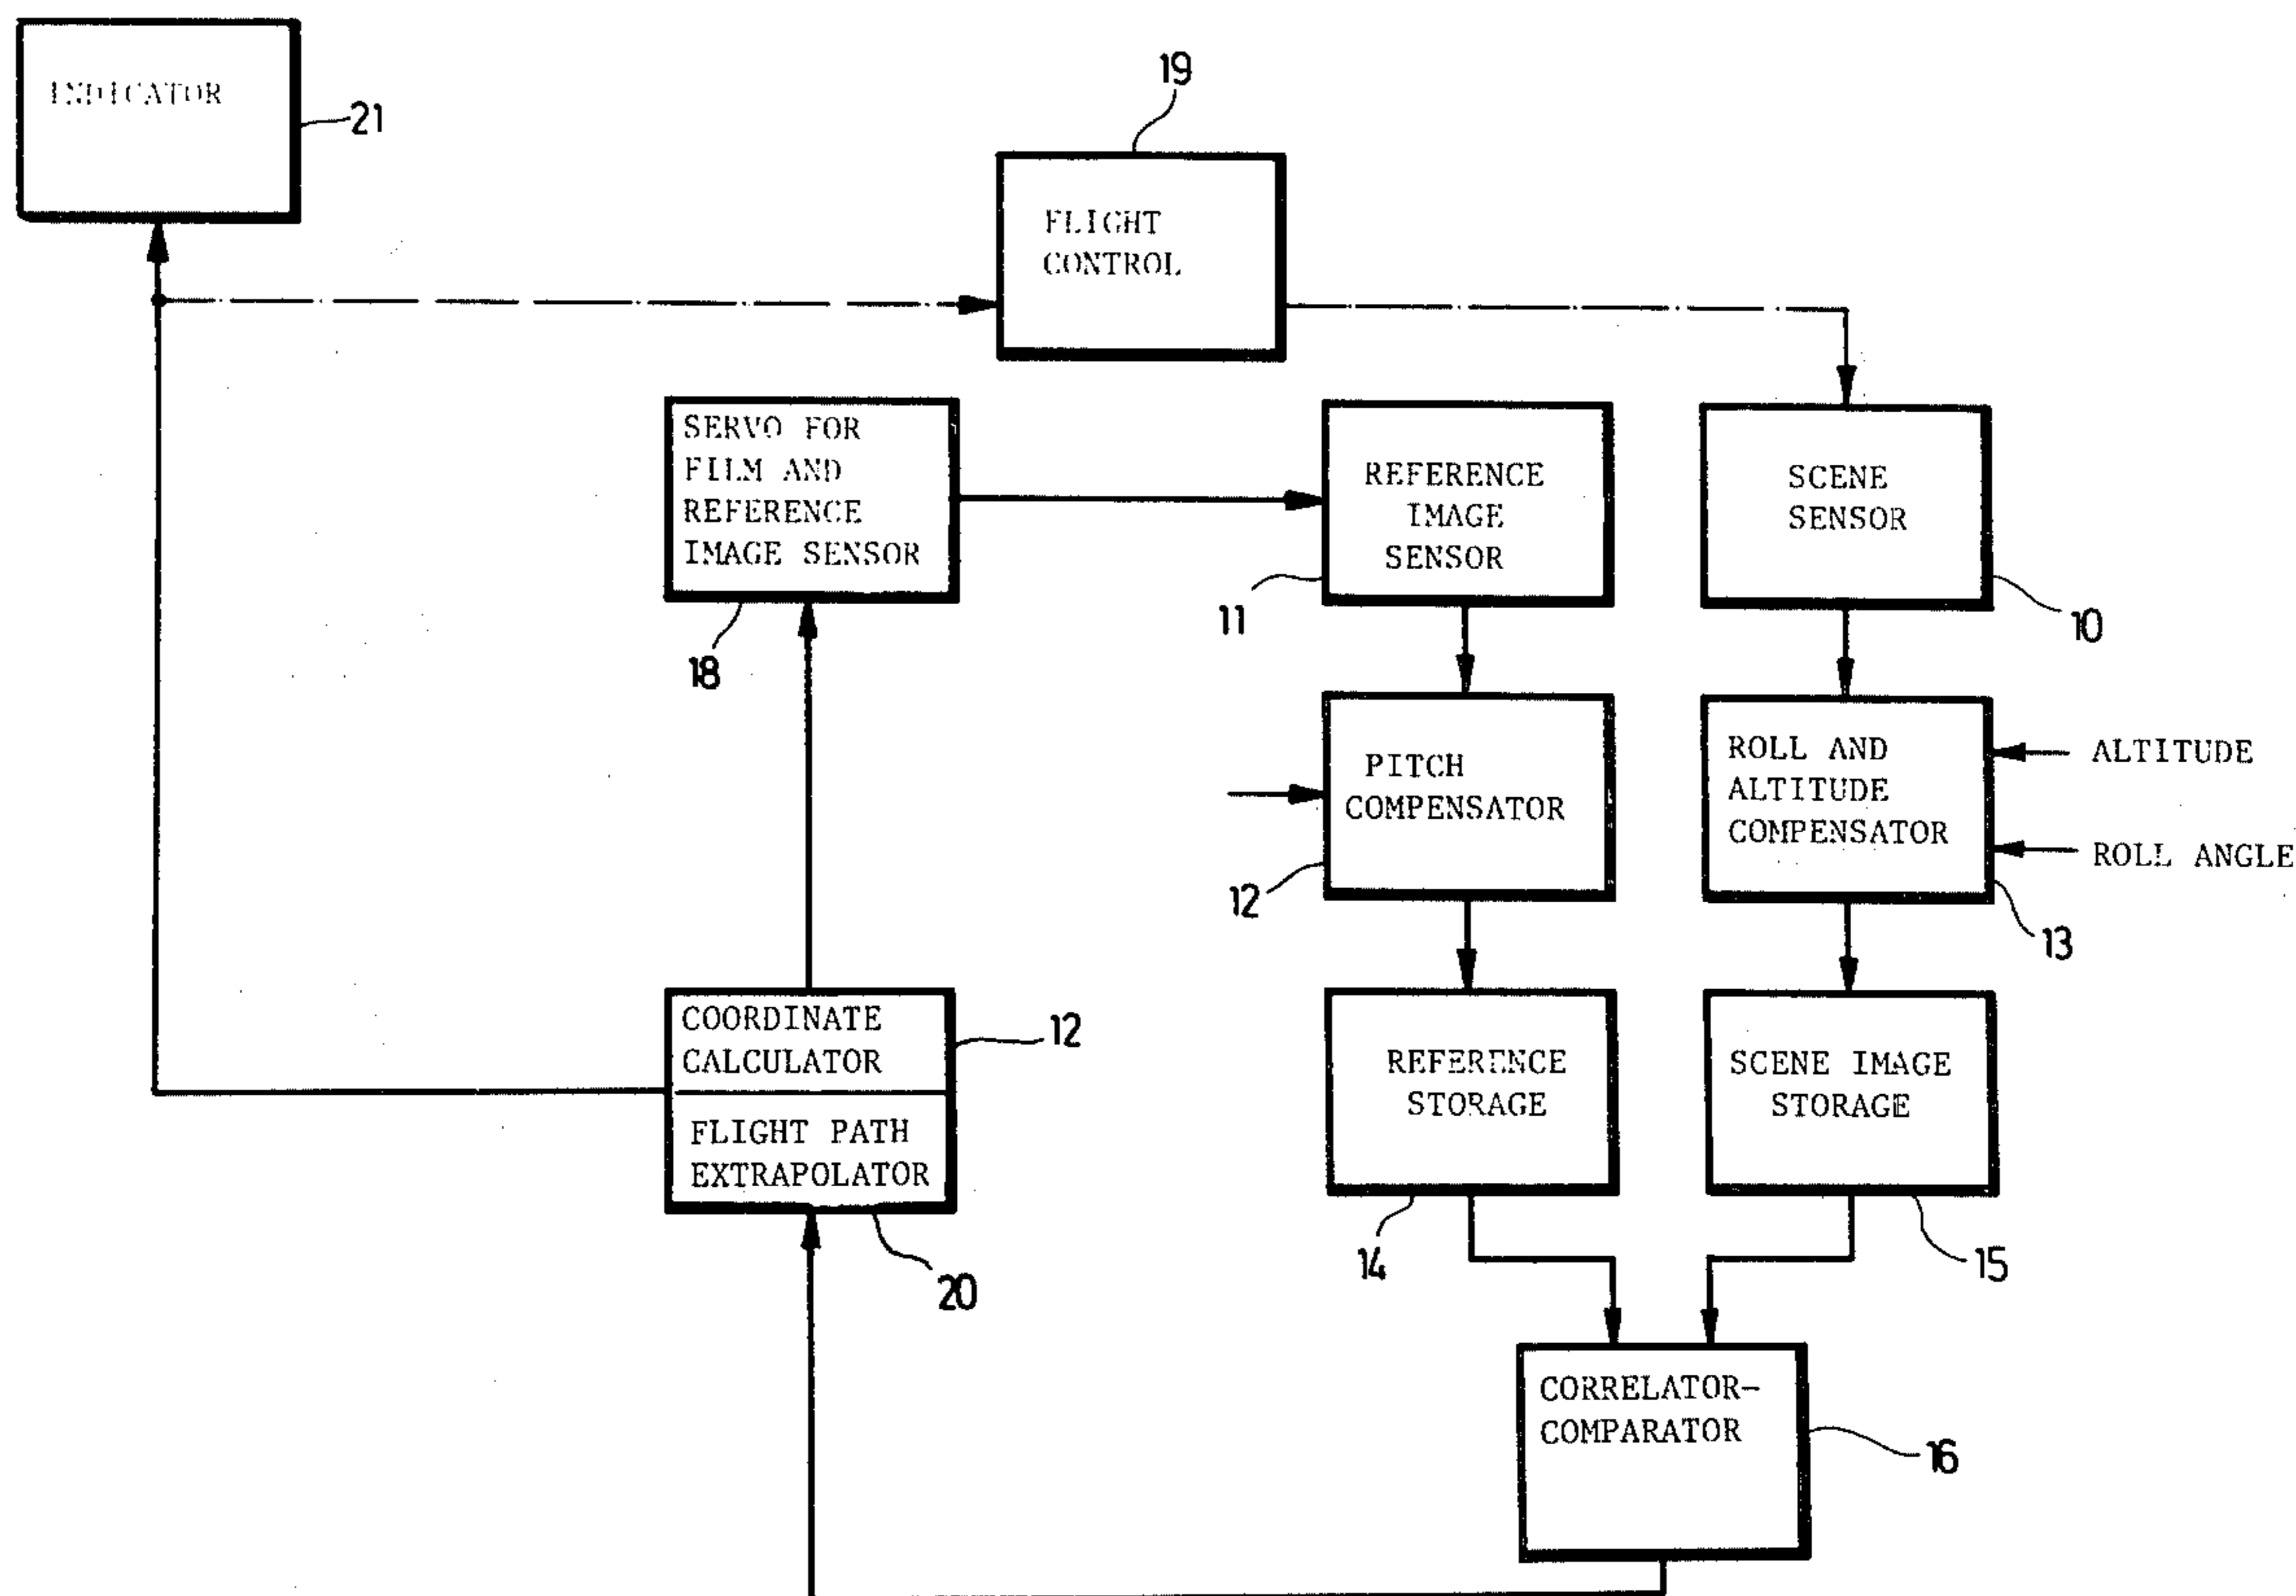 INDICATOR
21
19
FLIGHT
CONTROL
SERVO FOR
FILM AND
REFERENCE
IMAGE SENSOR
18
REFERENCE
IMAGE
SENSOR
11
SCENE
SENSOR
10
PITCH
COMPENSATOR
12
ROLL AND
ALTITUDE
COMPENSATOR
ALTITUDE
ROLL ANGLE
13
COORDINATE
CALCULATOR
12
FLIGHT PATH
EXTRAPOLATOR
20
REFERENCE
STORAGE
14
SCENE IMAGE
STORAGE
15
CORRELATOR-
COMPARATOR
16